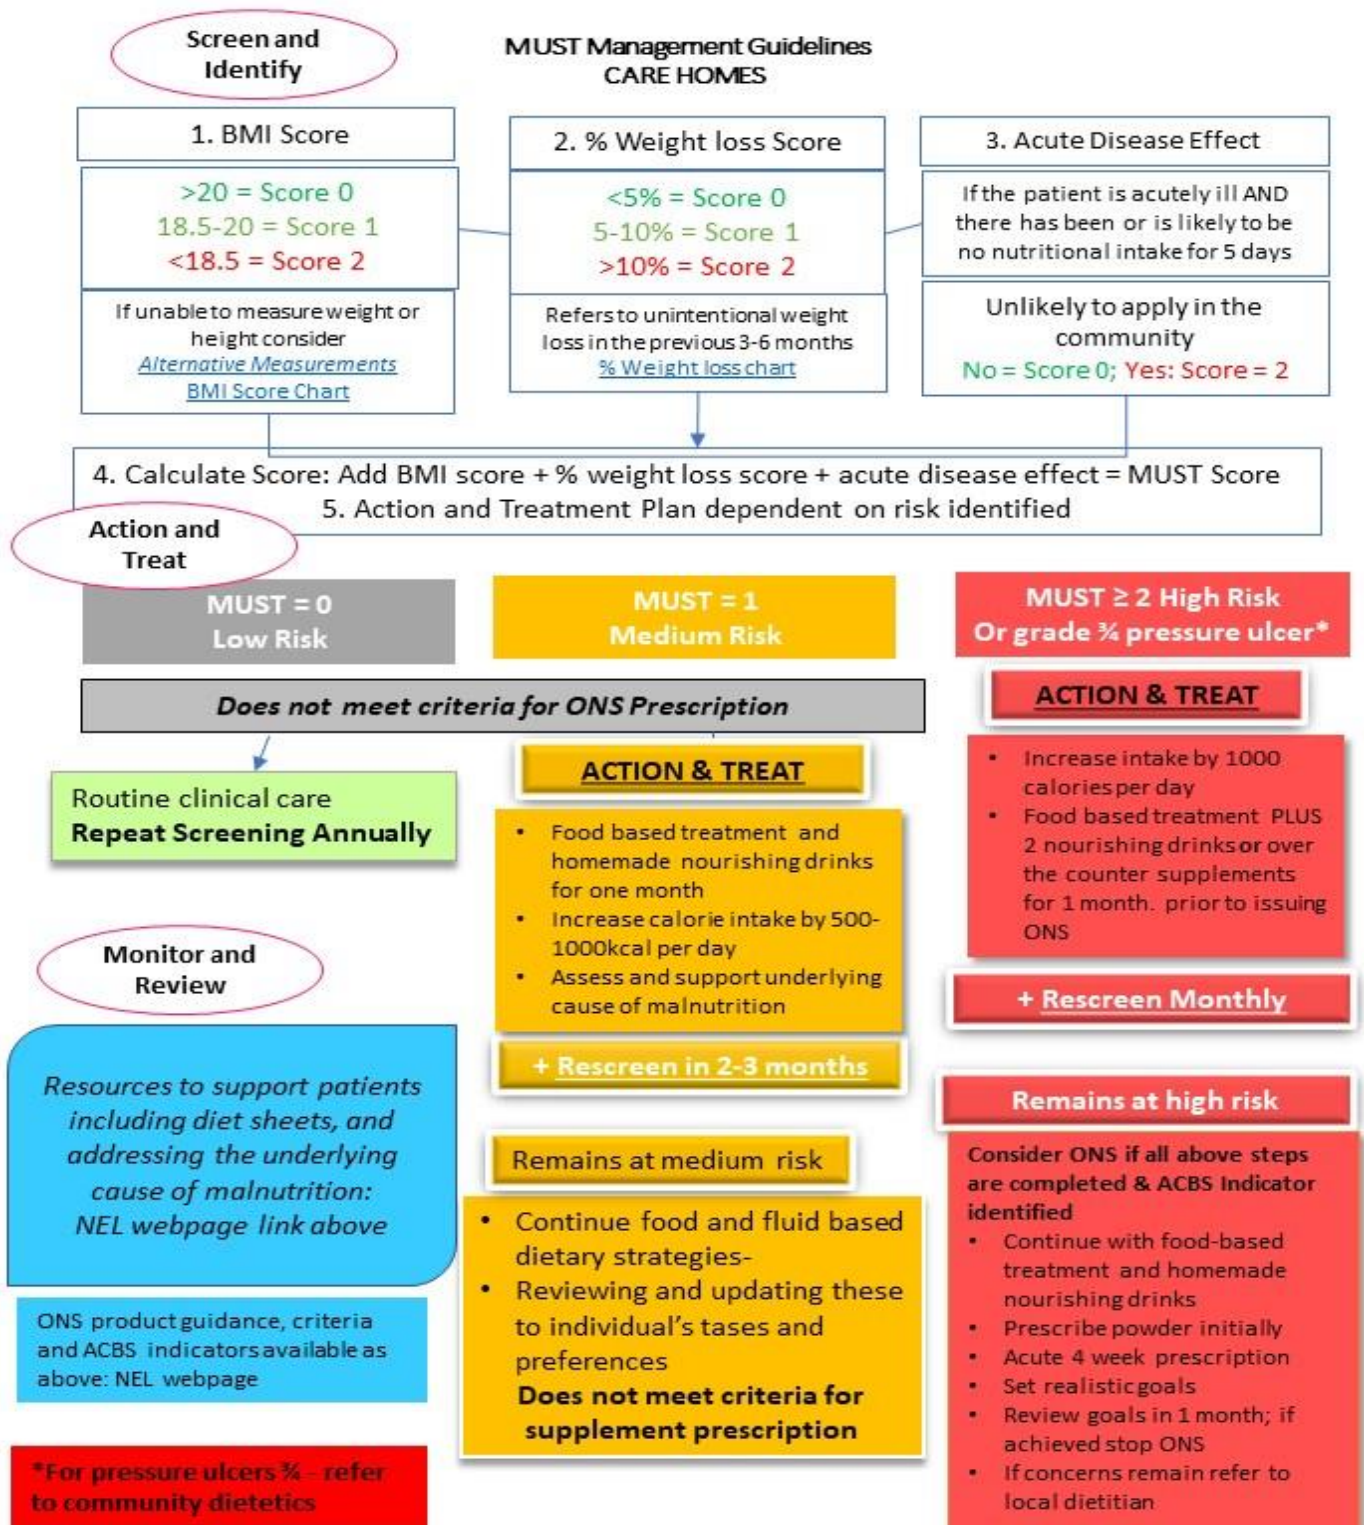 Screen and
Identify
MUST Management Guidelines
CARE HOMES
1. BMI Score
>20 = Score 0
18.5-20 = Score 1
<18.5 = Score 2
If unable to measure weight or
height consider
Alternative Measurements
BMI Score Chart
2. % Weight loss Score
<5% = Score 0
5-10% = Score 1
>10% = Score 2
Refers to unintentional weight
loss in the previous 3-6 months
% Weight loss chart
3. Acute Disease Effect
If the patient is acutely ill AND
there has been or is likely to be
no nutritional intake for 5 days
Unlikely to apply in the
community
No = Score 0; Yes: Score = 2
4. Calculate Score: Add BMI score + % weight loss score + acute disease effect = MUST Score
5. Action and Treatment Plan dependent on risk identified
Action and
Treat
MUST = 0
Low Risk
MUST = 1
Medium Risk
MUST ≥ 2 High Risk
Or grade ¾ pressure ulcer*
Does not meet criteria for ONS Prescription
Routine clinical care
Repeat Screening Annually
ACTION & TREAT
• Food based treatment and
homemade nourishing drinks
for one month
• Increase calorie intake by 500-
1000kcal per day
• Assess and support underlying
cause of malnutrition
+ Rescreen in 2-3 months
Remains at medium risk
• Continue food and fluid based
dietary strategies-
• Reviewing and updating these
to individual's tases and
preferences
Does not meet criteria for
supplement prescription
ACTION & TREAT
• Increase intake by 1000
calories per day
• Food based treatment PLUS
2 nourishing drinks or over
the counter supplements
for 1 month. prior to issuing
ONS
+ Rescreen Monthly
Remains at high risk
Consider ONS if all above steps
are completed & ACBS Indicator
identified
• Continue with food-based
treatment and homemade
nourishing drinks
• Prescribe powder initially
• Acute 4 week prescription
• Set realistic goals
• Review goals in 1 month; if
achieved stop ONS
• If concerns remain refer to
local dietitian
Monitor and
Review
Resources to support patients
including diet sheets, and
addressing the underlying
cause of malnutrition:
NEL webpage link above
ONS product guidance, criteria
and ACBS indicators available as
above: NEL webpage
*For pressure ulcers ¾ - refer
to community dietetics